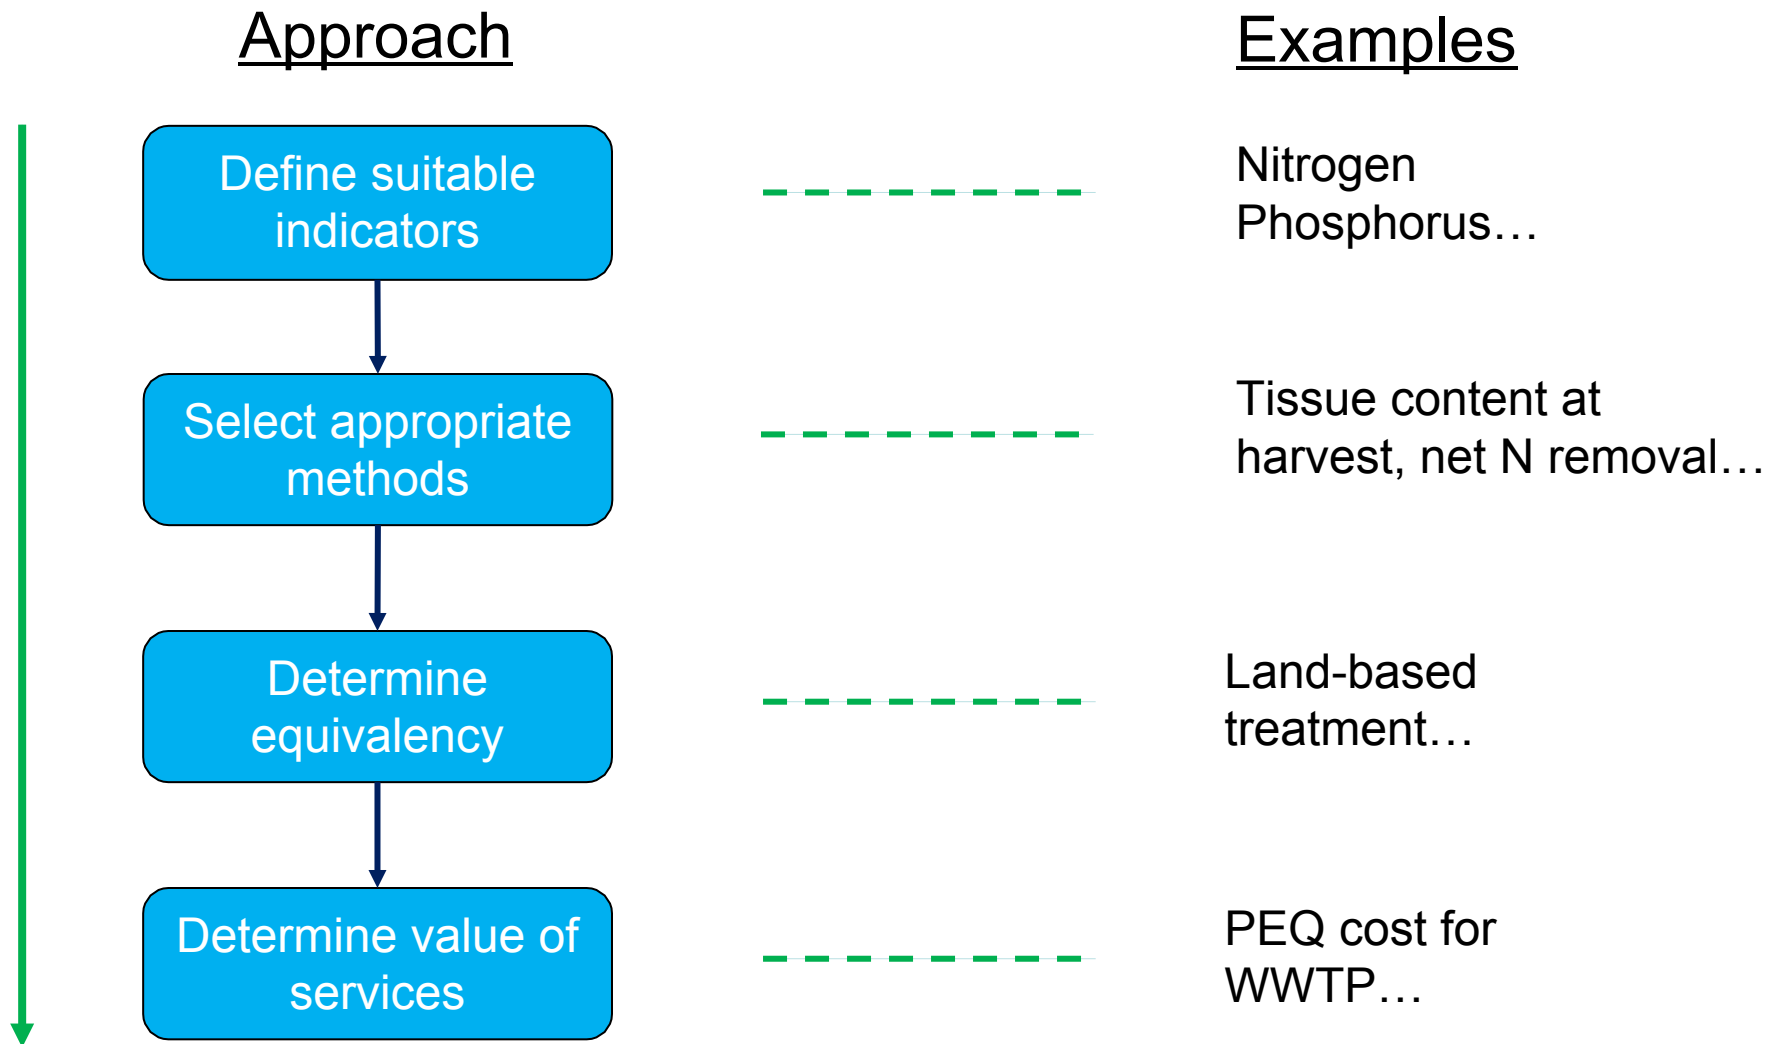 Approach
Examples
Define suitable
indicators
Nitrogen
Phosphorus…
Select appropriate
methods
Tissue content at
harvest, net N removal…
Determine
equivalency
Land-based
treatment…
Determine value of
services
PEQ cost for
WWTP…